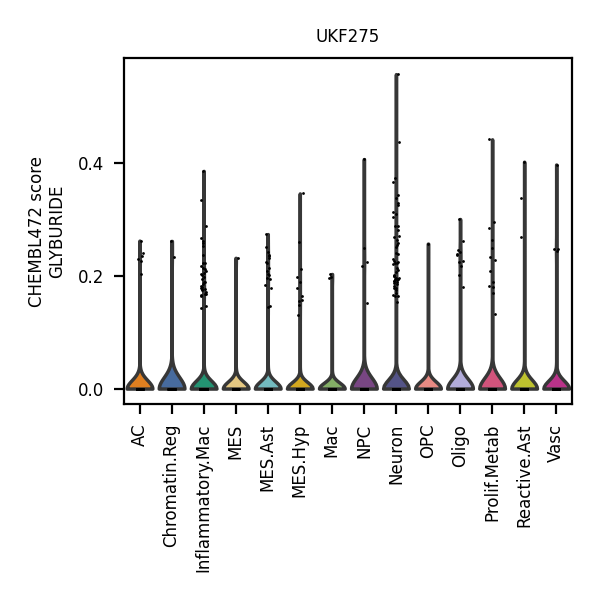 UKF275
CHEMBL472 score
GLYBURIDE
0.4
0.2
0.0
AC
Chromatin.Reg
Inflammatory.Mac
MES
MES.Ast
MES.Hyp
Mac
NPC
Neuron
OPC
Oligo
Prolif.Metab
Reactive.Ast
Vasc